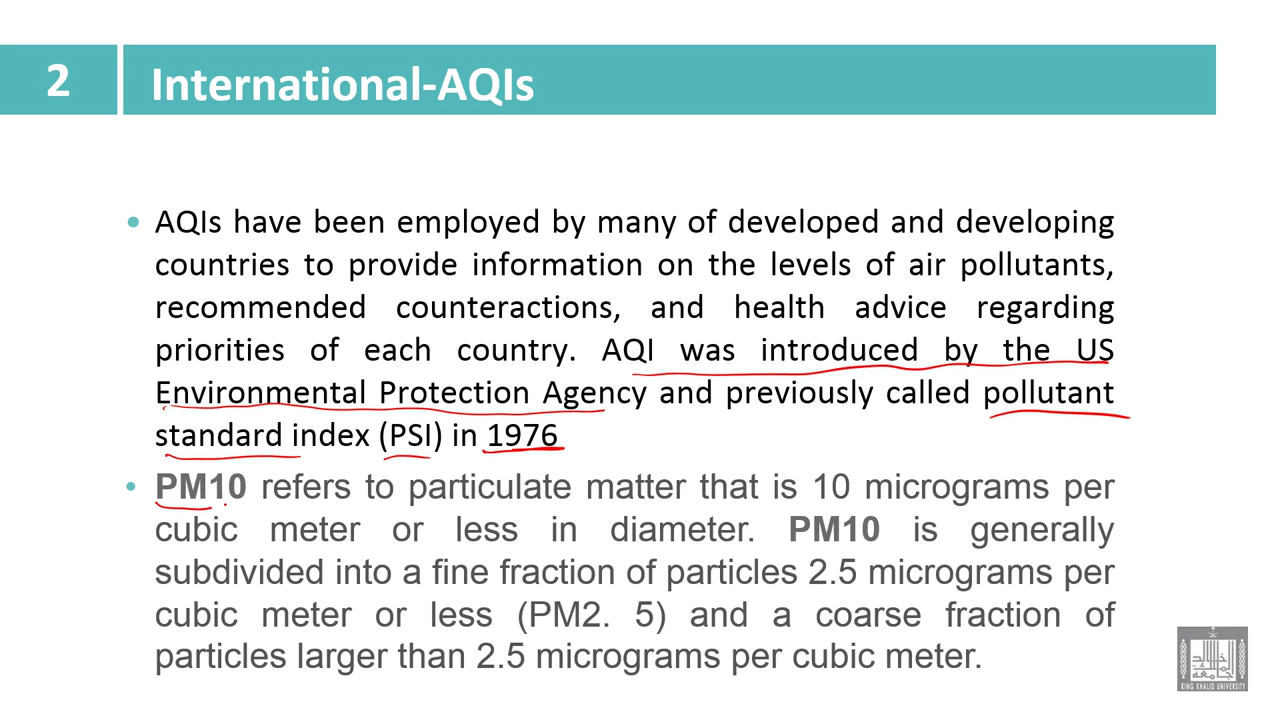 2
International-AQIs
• AQIs have been employed by many of developed and developing
countries to provide information on the levels of air pollutants,
recommended counteractions, and health advice regarding
priorities of each country. AQI was introduced by the US
Environmental Protection Agency and previously called pollutant
standard index (PSI) in 1976
• PM10 refers to particulate matter that is 10 micrograms per
cubic meter or less in diameter. PM10 is generally
subdivided into a fine fraction of particles 2.5 micrograms per
cubic meter or less (PM2. 5) and a coarse fraction of
particles larger than 2.5 micrograms per cubic meter.
KING KHALID UNIVERSITY